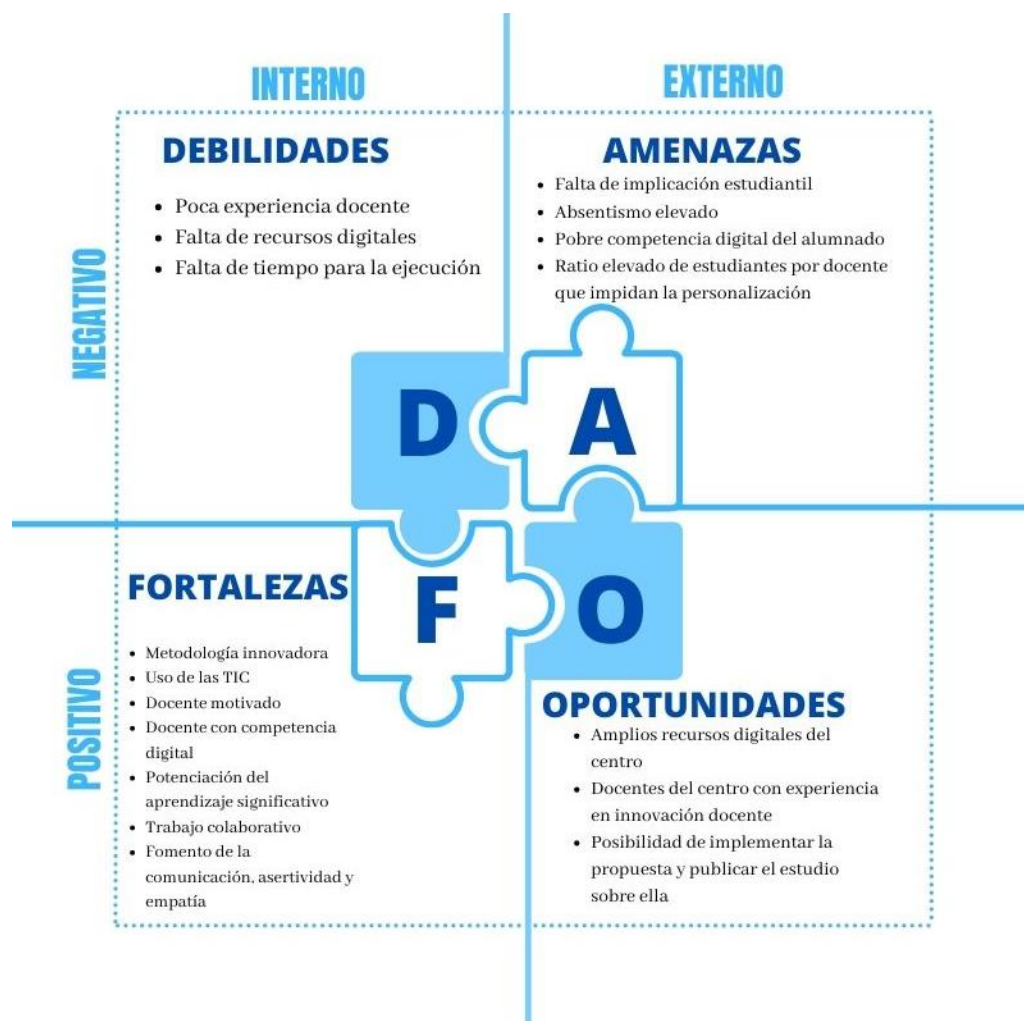 INTERNO
EXTERNO
NEGATIVO
POSITIVO
DEBILIDADES
• Poca experiencia docente
• Falta de recursos digitales
• Falta de tiempo para la ejecución
AMENAZAS
• Falta de implicación estudiantil
• Absentismo elevado
• Pobre competencia digital del alumnado
• Ratio elevado de estudiantes por docente
que impidan la personalización
D
A
F
O
FORTALEZAS
• Metodología innovadora
• Uso de las TIC
• Docente motivado
• Docente con competencia
digital
• Potenciación del
aprendizaje significativo
• Trabajo colaborativo
• Fomento de la
comunicación, asertividad y
empatía
OPORTUNIDADES
• Amplios recursos digitales del
centro
• Docentes del centro con experiencia
en innovación docente
• Posibilidad de implementar la
propuesta y publicar el estudio
sobre ella